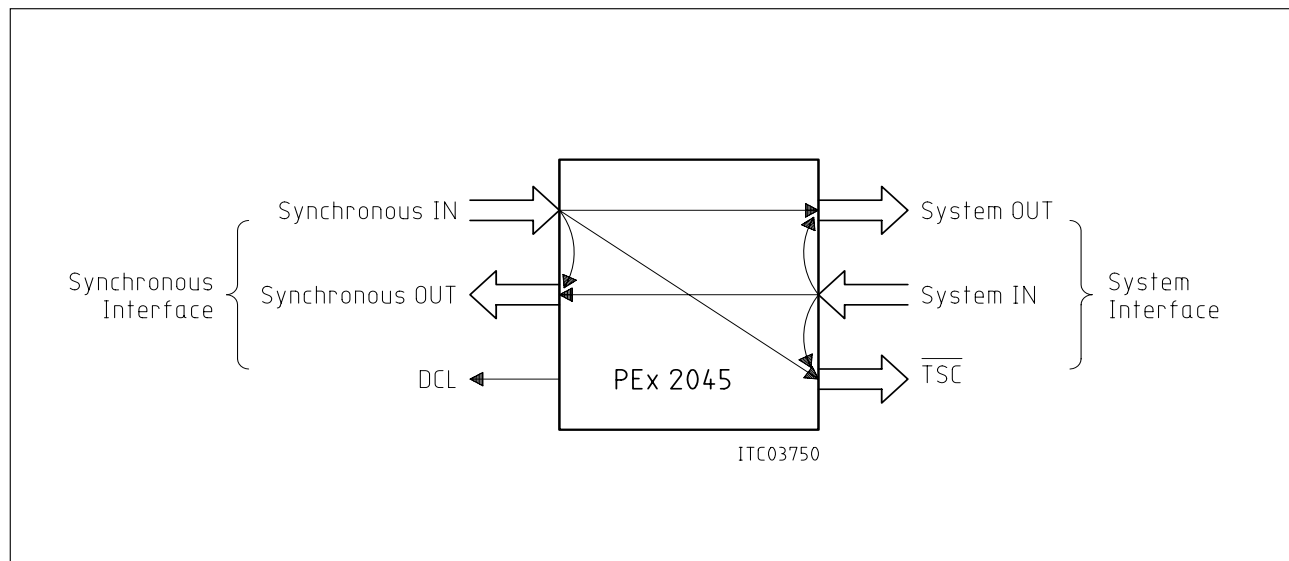 Synchronous IN
System OUT
Synchronous
Interface
Synchronous OUT
System IN
System
Interface
DCL
PEx 2045
TSC
ITC03750